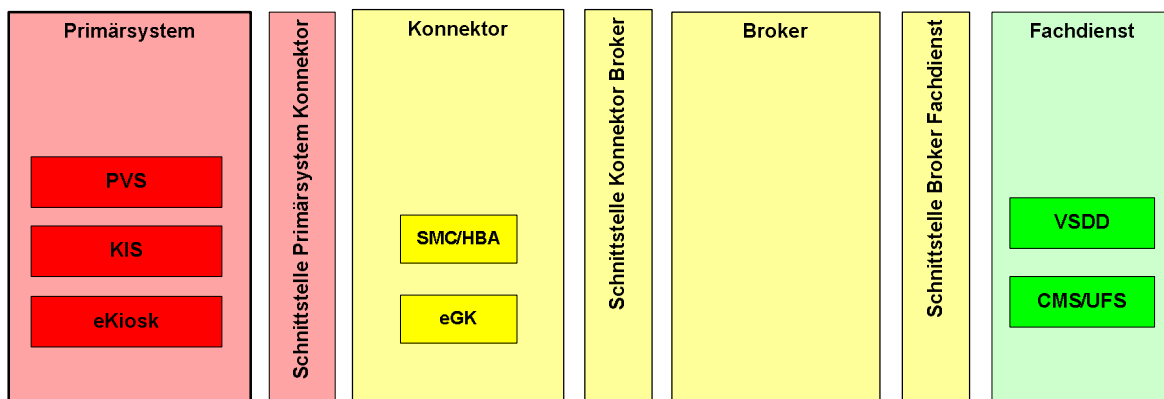 Primärsystem
PVS
KIS
eKiosk
Schnittstelle Primärsystem Konnektor
Konnektor
SMC/HBA
eGK
Schnittstelle Konnektor Broker
Broker
Schnittstelle Broker Fachdienst
Fachdienst
VSDD
CMS/UFS